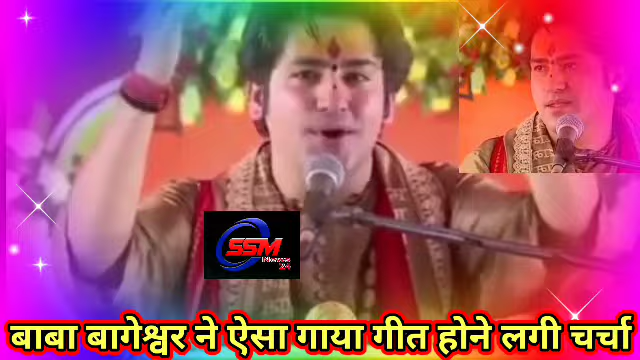 SSM
बाबा बागेश्वर ने ऐसा गाया गीत होने लगी चर्चा